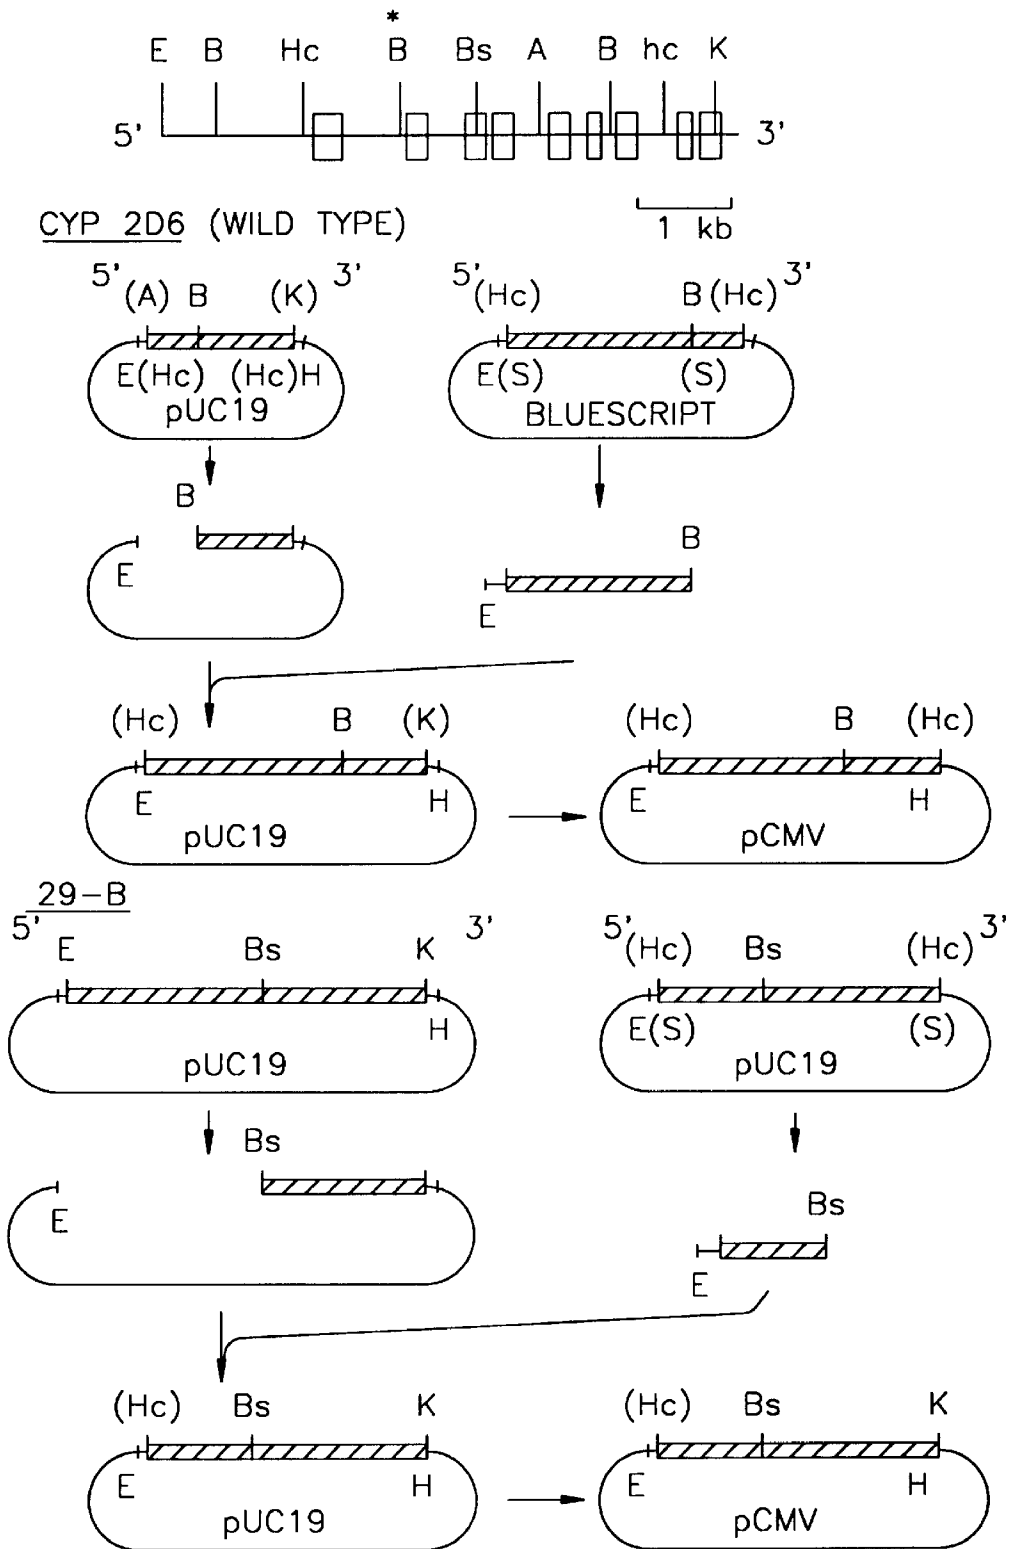 *
E B Hc B Bs A B hc K
5' 3'
CYP 2D6 (WILD TYPE)
1 kb
5' (A) B (K) 3'
5' (Hc) B (Hc) 3'
E(Hc) (Hc)H
E(S) (S)
pUC19
BLUESCRIPT
B
E
B
E
(Hc) B (K)
(Hc) B (Hc)
E H
E H
pUC19
pCMV
29-B
5' E Bs K 3'
5' (Hc) Bs (Hc) 3'
H
E(S) (S)
pUC19
pUC19
Bs
E
Bs
E
(Hc) Bs K
(Hc) Bs K
E H
E H
pUC19
pCMV